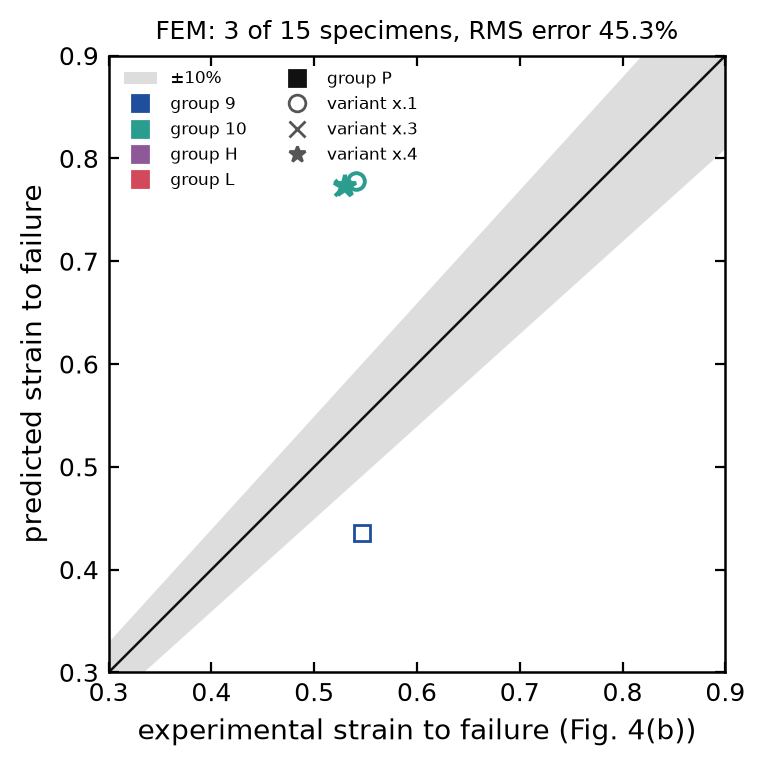 FEM: 3 of 15 specimens, RMS error 45.3%
±10%
group 9
group 10
group H
group L
group P
variant x.1
variant x.3
variant x.4
predicted strain to failure
0.9
0.8
0.7
0.6
0.5
0.4
0.3
0.3 0.4 0.5 0.6 0.7 0.8 0.9
experimental strain to failure (Fig. 4(b))